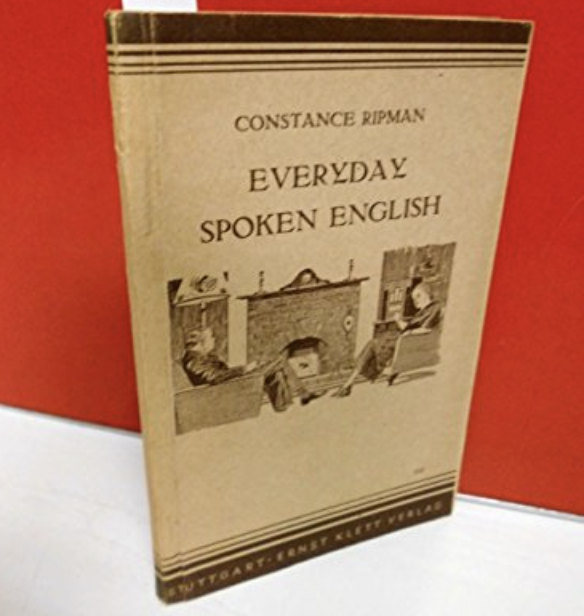 CONSTANCE RIPMAN
EVERYDAY
SPOKEN ENGLISH
STUTTGART · ERNST KLETT VERLAG